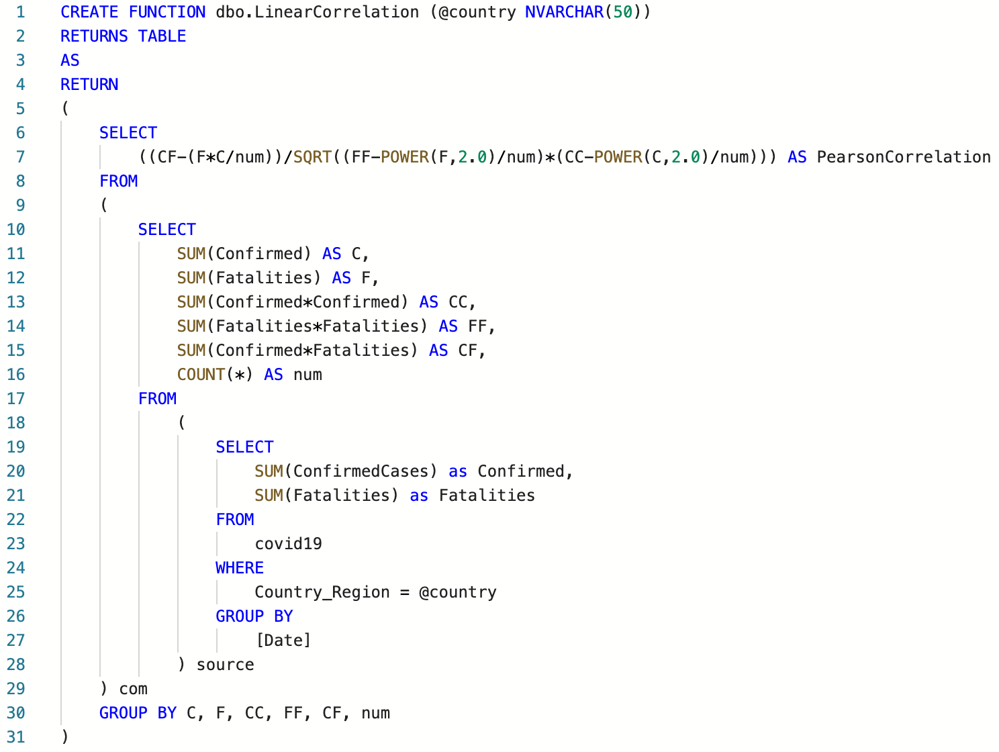 1 CREATE FUNCTION dbo.LinearCorrelation (@country NVARCHAR(50))
2 RETURNS TABLE
3 AS
4 RETURN
5 (
6 SELECT
7 ((CF-(F*C/num))/SQRT((FF-POWER(F,2.0)/num)*(CC-POWER(C,2.0)/num))) AS PearsonCorrelation
8 FROM
9 (
10 SELECT
11 SUM(Confirmed) AS C,
12 SUM(Fatalities) AS F,
13 SUM(Confirmed*Confirmed) AS CC,
14 SUM(Fatalities*Fatalities) AS FF,
15 SUM(Confirmed*Fatalities) AS CF,
16 COUNT(*) AS num
17 FROM
18 (
19 SELECT
20 SUM(ConfirmedCases) as Confirmed,
21 SUM(Fatalities) as Fatalities
22 FROM
23 covid19
24 WHERE
25 Country_Region = @country
26 GROUP BY
27 [Date]
28 ) source
29 ) com
30 GROUP BY C, F, CC, FF, CF, num
31 )